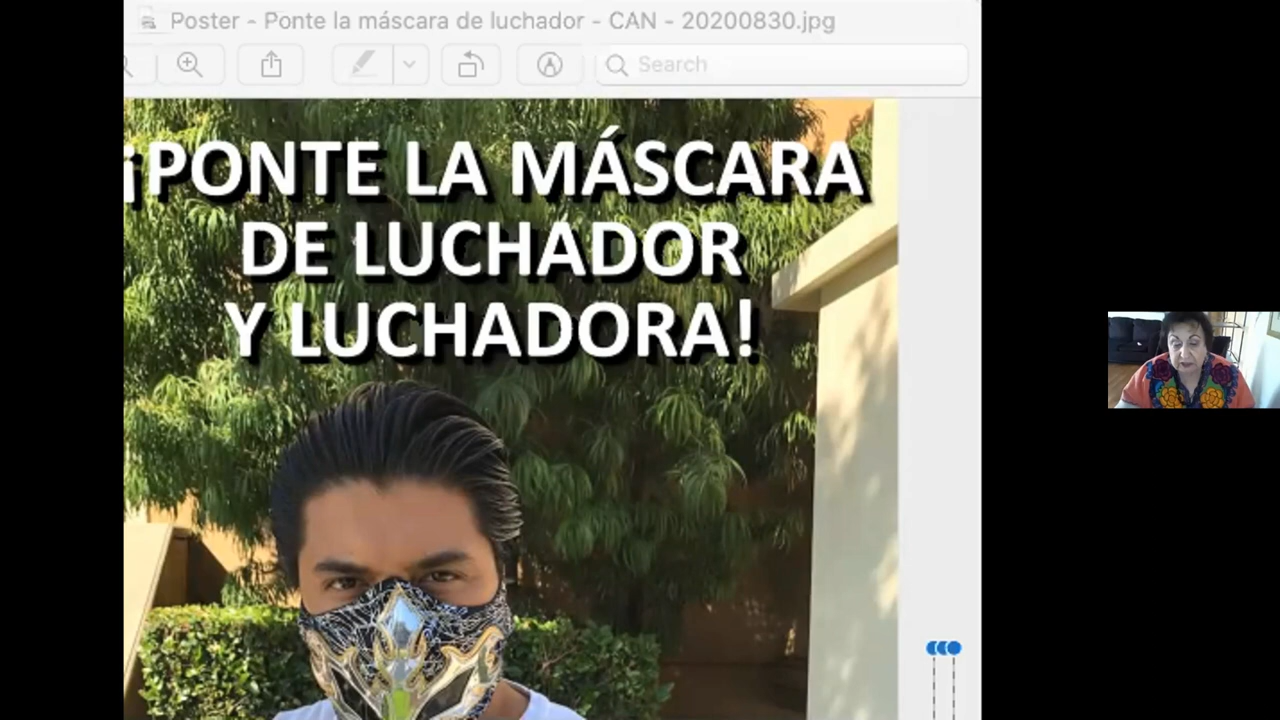 Poster - Ponte la máscara de luchador - CAN - 20200830.jpg
Search
¡PONTE LA MÁSCARA
DE LUCHADOR
Y LUCHADORA!